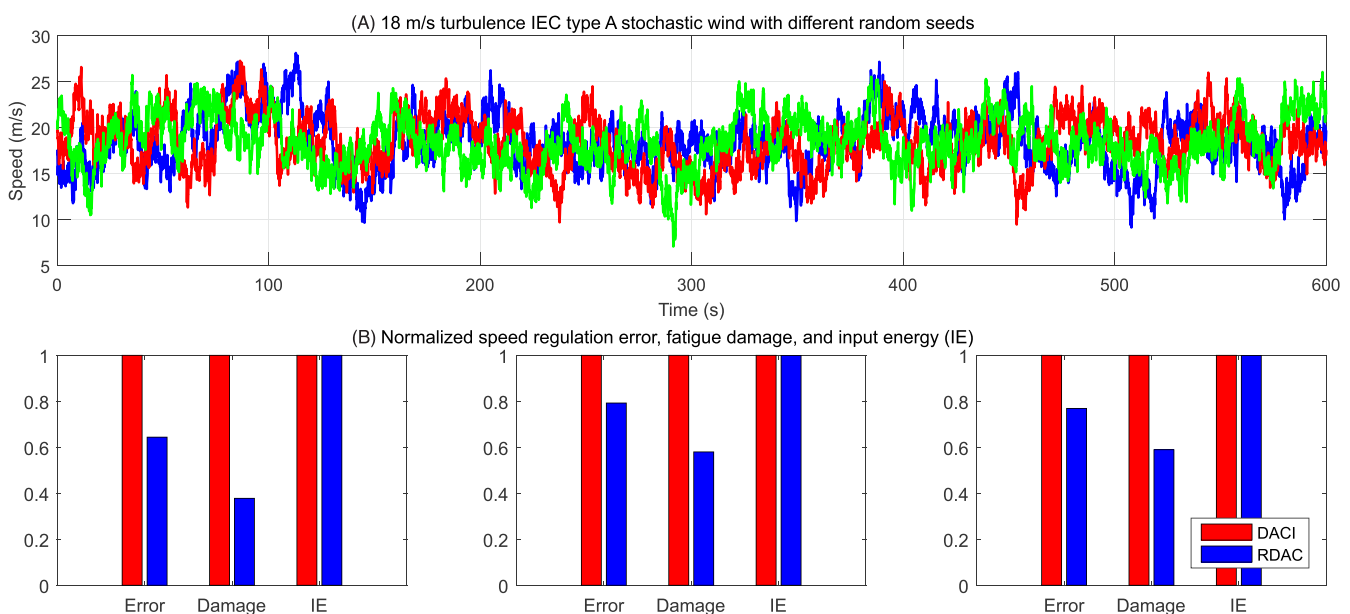 (A) 18 m/s turbulence IEC type A stochastic wind with different random seeds
30
25
20
15
10
5
Speed (m/s)
0 100 200 300 400 500 600
Time (s)
(B) Normalized speed regulation error, fatigue damage, and input energy (IE)
1
0.8
0.6
0.4
0.2
0
Error Damage IE
1
0.8
0.6
0.4
0.2
0
Error Damage IE
1
0.8
0.6
0.4
0.2
0
DACI
RDAC
Error Damage IE